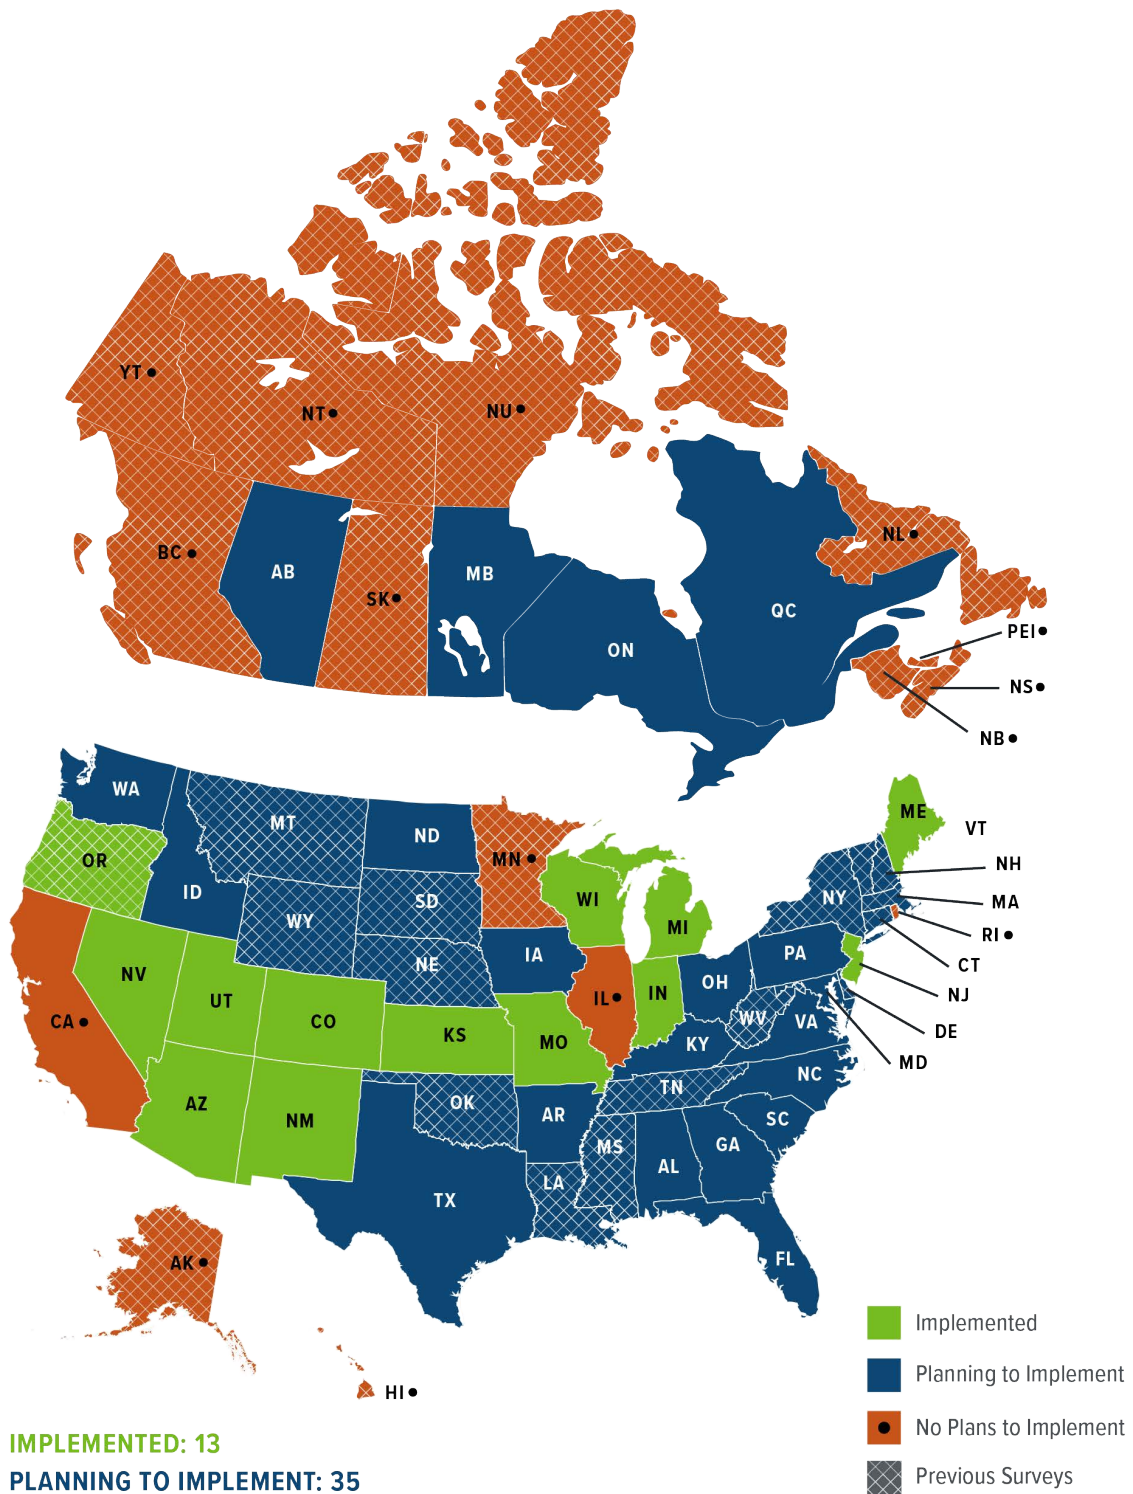 YT
NT
NU
BC
AB
SK
MB
ON
QC
NL
PEI
NS
NB
WA
MT
ND
MN
ME
VT
OR
ID
WY
SD
WI
MI
NY
NH
MA
RI
CT
NJ
DE
MD
NV
UT
CO
NE
IA
IL
IN
OH
PA
CA
KS
MO
KY
WV
VA
AZ
NM
OK
AR
TN
NC
SC
TX
LA
MS
AL
GA
FL
AK
HI
Implemented
Planning to Implement
No Plans to Implement
Previous Surveys
IMPLEMENTED: 13
PLANNING TO IMPLEMENT: 35